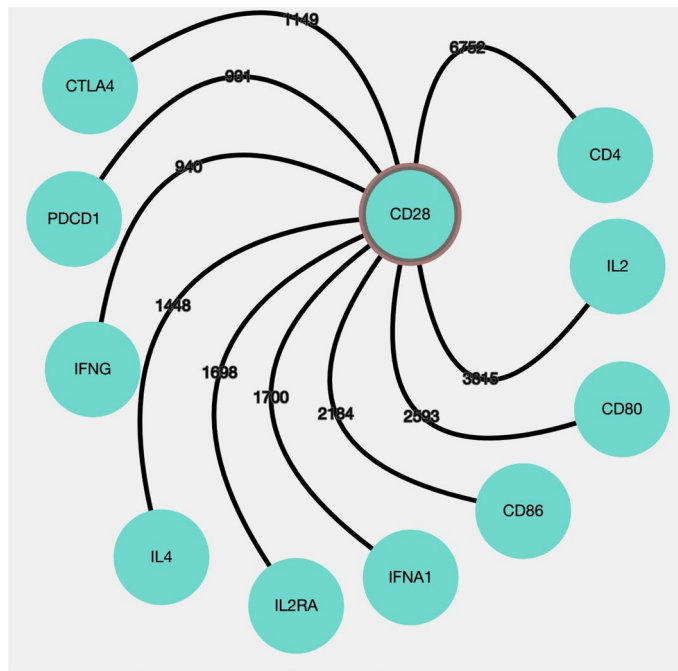 1149
6752
CTLA4
931
CD4
940
PDCD1
CD28
IL2
1448
IFNG
1698
3815
1700
CD80
2184
2593
CD86
IL4
IFNA1
IL2RA